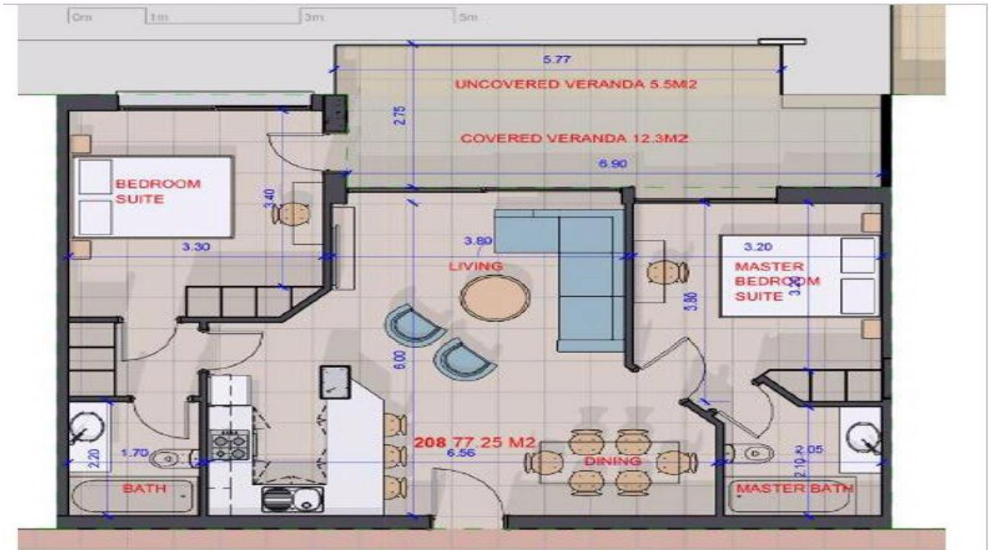 0m 1m 3m 5m
5.77
UNCOVERED VERANDA 5.5M2
2.75
COVERED VERANDA 12.3M2
6.90
BEDROOM
SUITE
3.40
3.30
3.80
LIVING
3.20
MASTER
BEDROOM
SUITE
3.80
6.00
208 77.25 M2
6.56
DINING
1.70
2.20
BATH
2.05
2.10
MASTER BATH